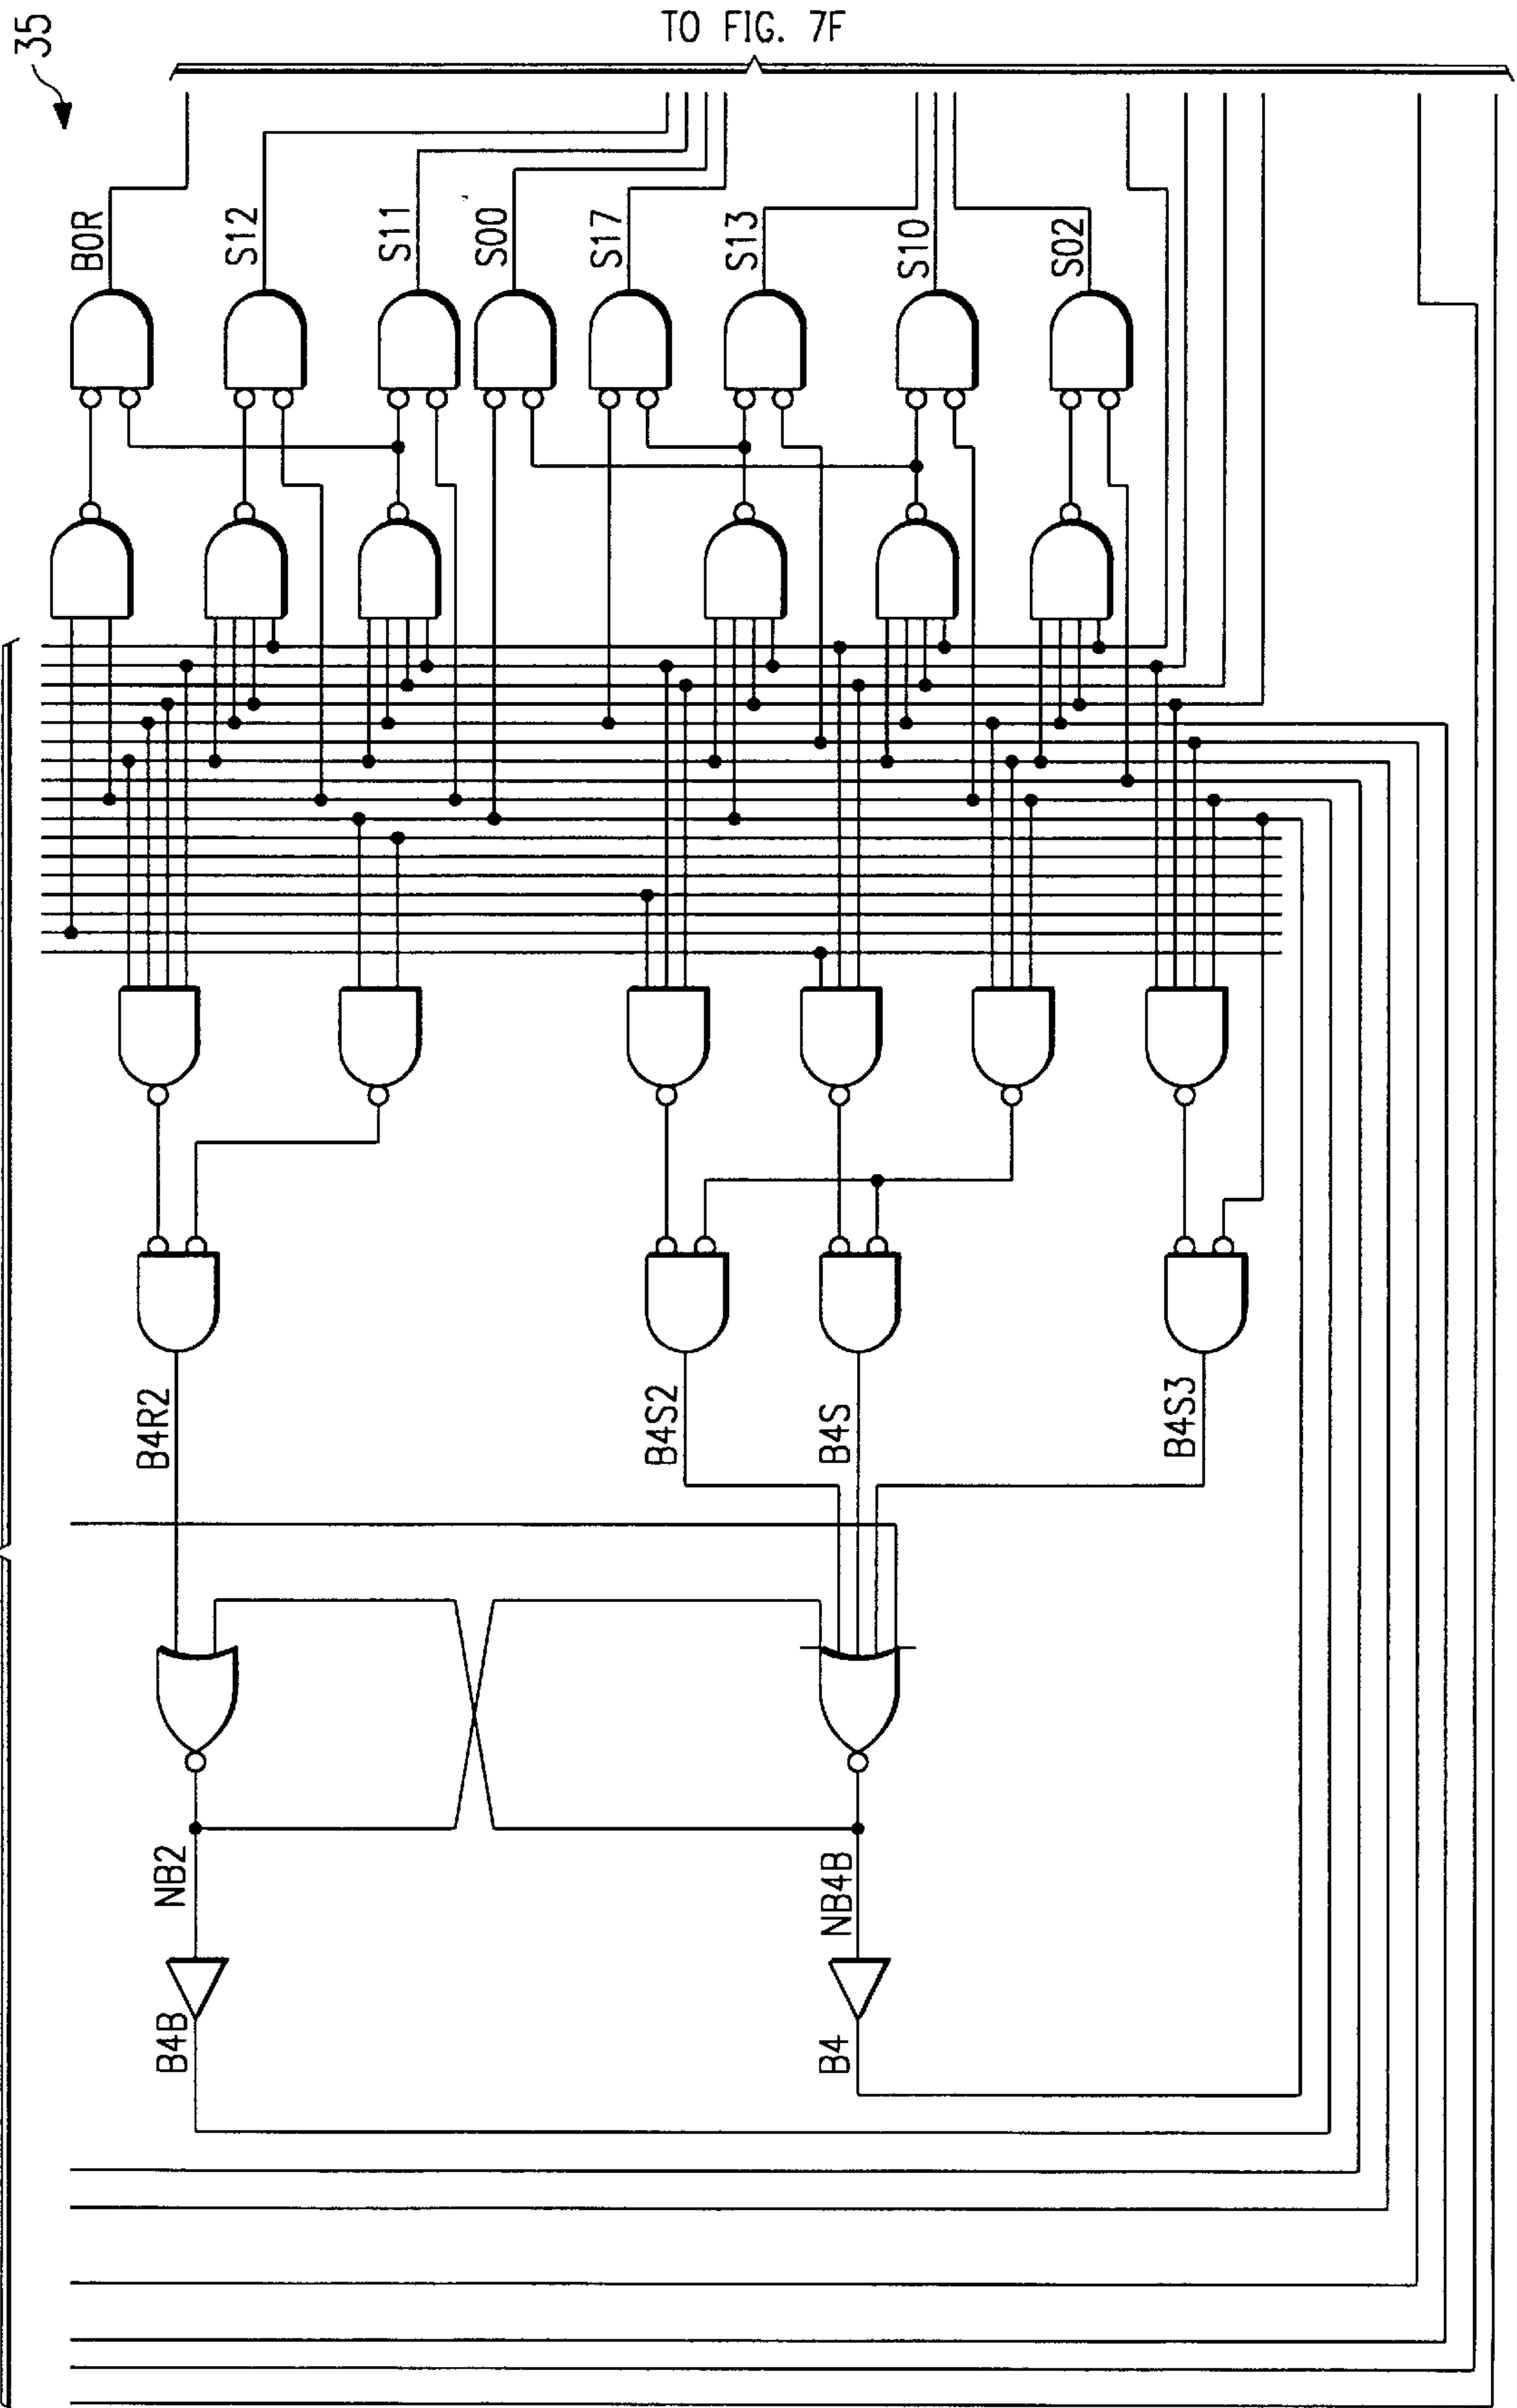 35
TO FIG. 7F
B0R
S12
S11
S00
S17
S13
S10
S02
B4R2
B4S2
B4S
B4S3
NB2
NB4B
B4B
B4